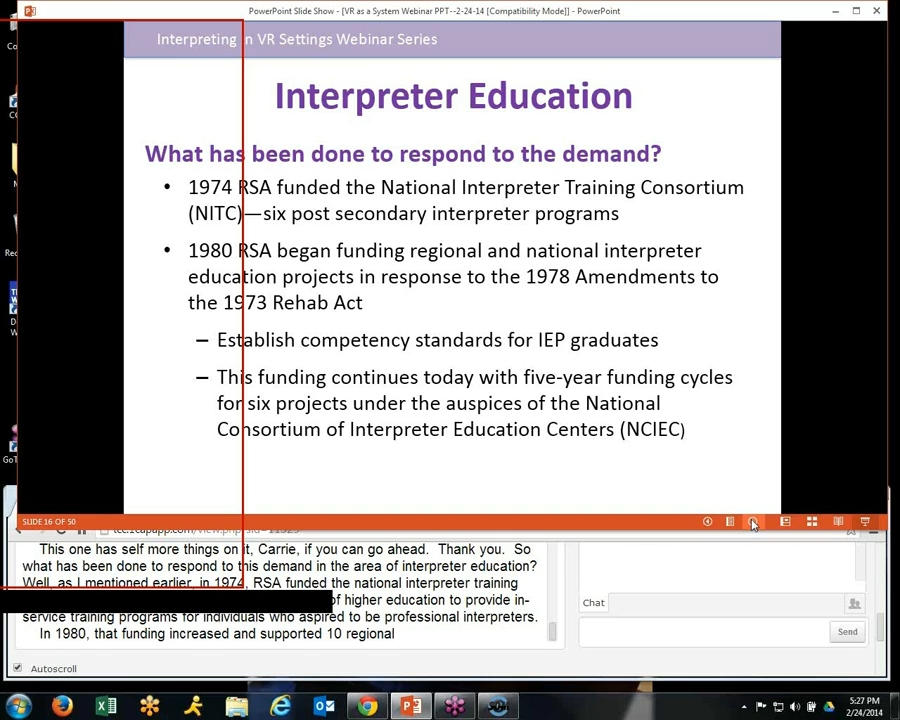 PowerPoint Slide Show - [VR as a System Webinar PPT--2-24-14 [Compatibility Mode]] - PowerPoint
Interpreting in VR Settings Webinar Series
Interpreter Education
What has been done to respond to the demand?
• 1974 RSA funded the National Interpreter Training Consortium
(NITC)—six post secondary interpreter programs
• 1980 RSA began funding regional and national interpreter
education projects in response to the 1978 Amendments to
the 1973 Rehab Act
– Establish competency standards for IEP graduates
– This funding continues today with five-year funding cycles
for six projects under the auspices of the National
Consortium of Interpreter Education Centers (NCIEC)
SLIDE 16 OF 50
This one has self more things on it, Carrie, if you can go ahead. Thank you. So
what has been done to respond to this demand in the area of interpreter education?
Well, as I mentioned earlier, in 1974, RSA funded the national interpreter training
of higher education to provide in-
service training programs for individuals who aspired to be professional interpreters.
In 1980, that funding increased and supported 10 regional
Autoscroll
Chat
Send
5:27 PM
2/24/2014